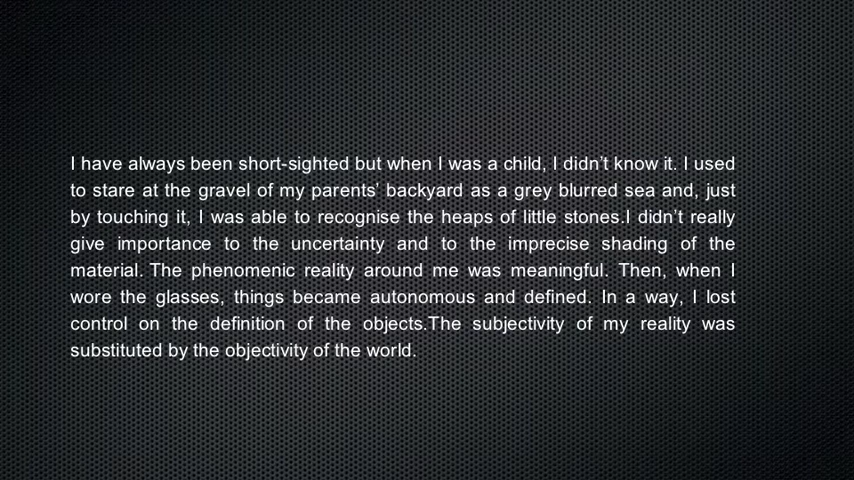 I have always been short-sighted but when I was a child, I didn’t know it. I used
to stare at the gravel of my parents’ backyard as a grey blurred sea and, just
by touching it, I was able to recognise the heaps of little stones.I didn’t really
give importance to the uncertainty and to the imprecise shading of the
material. The phenomenic reality around me was meaningful. Then, when I
wore the glasses, things became autonomous and defined. In a way, I lost
control on the definition of the objects.The subjectivity of my reality was
substituted by the objectivity of the world.